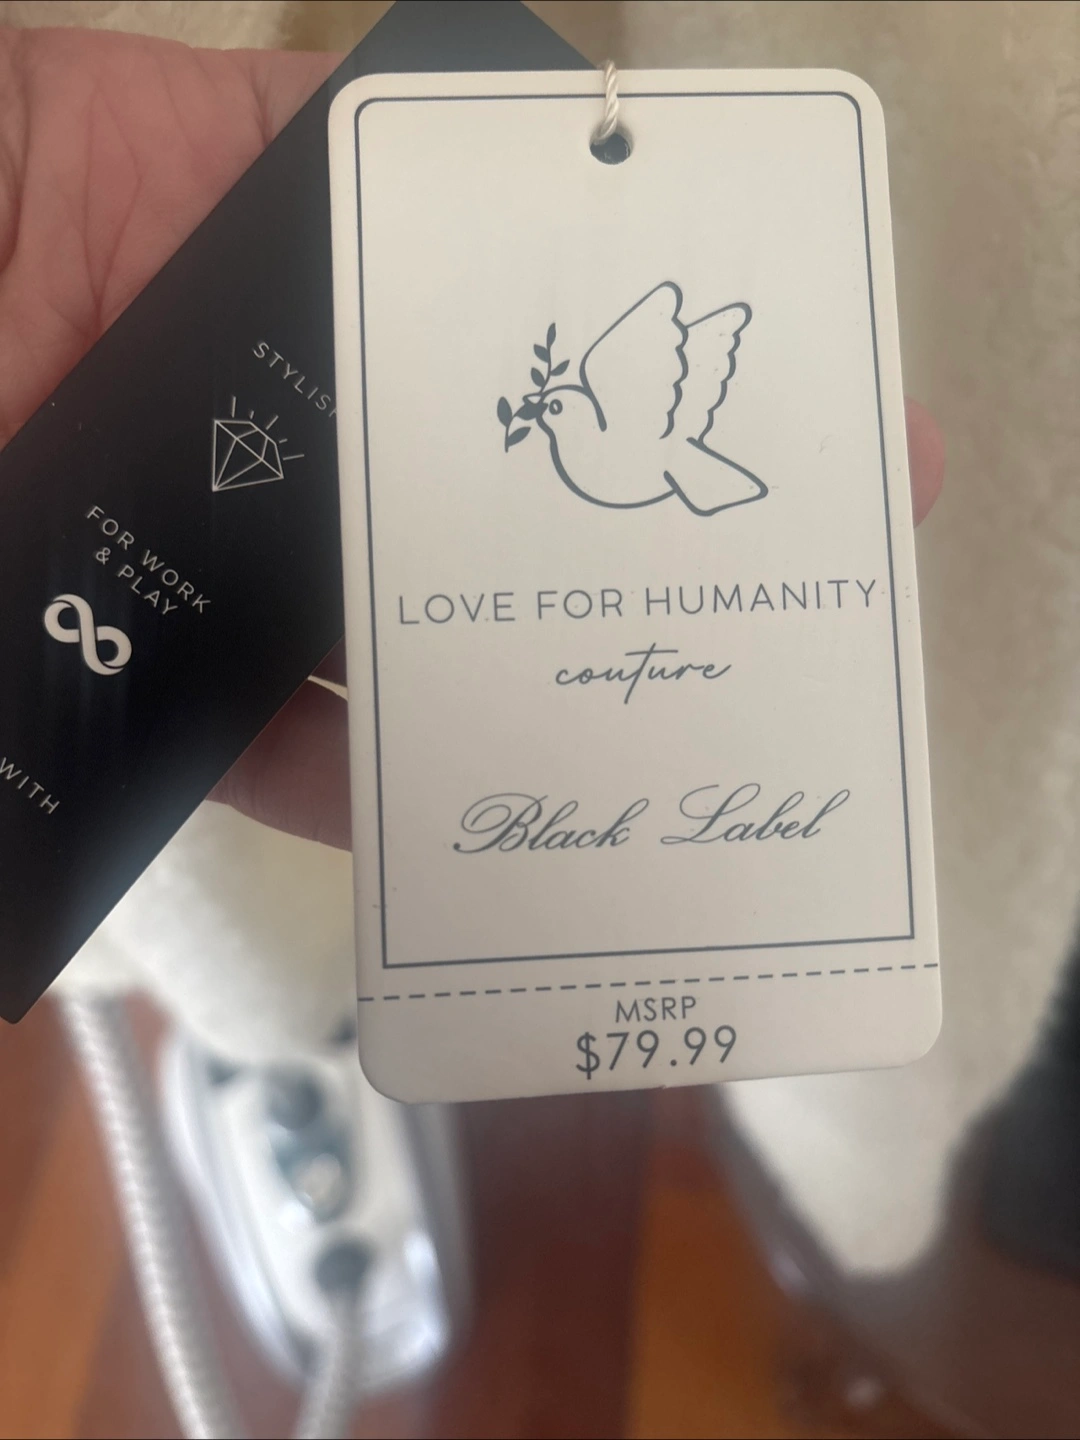 STYLIS
FOR WORK
& PLAY
WITH
LOVE FOR HUMANITY
couture
Black Label
MSRP
$79.99